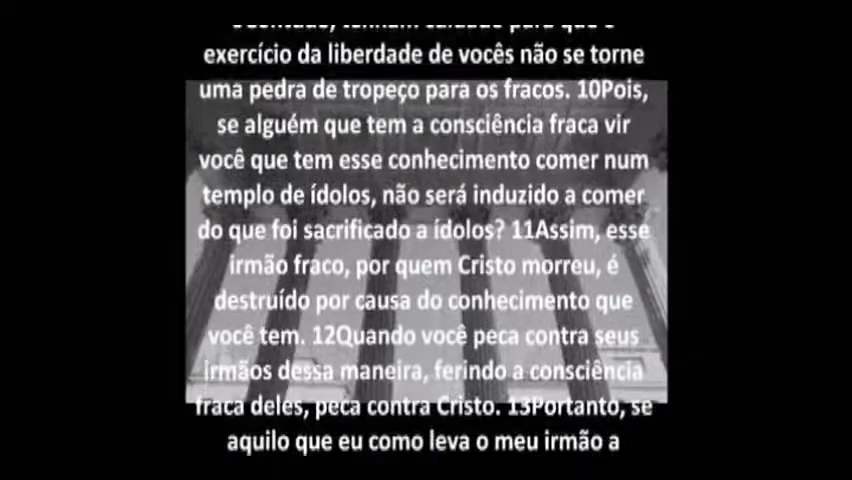 exercício da liberdade de vocês não se torne
uma pedra de tropeço para os fracos. 10Pois,
se alguém que tem a consciência fraca vir
você que tem esse conhecimento comer num
templo de ídolos, não será induzido a comer
do que foi sacrificado a ídolos? 11Assim, esse
irmão fraco, por quem Cristo morreu, é
destruído por causa do conhecimento que
você tem. 12Quando você peca contra seus
irmãos dessa maneira, ferindo a consciência
fraca deles, peca contra Cristo. 13Portanto, se
aquilo que eu como leva o meu irmão a